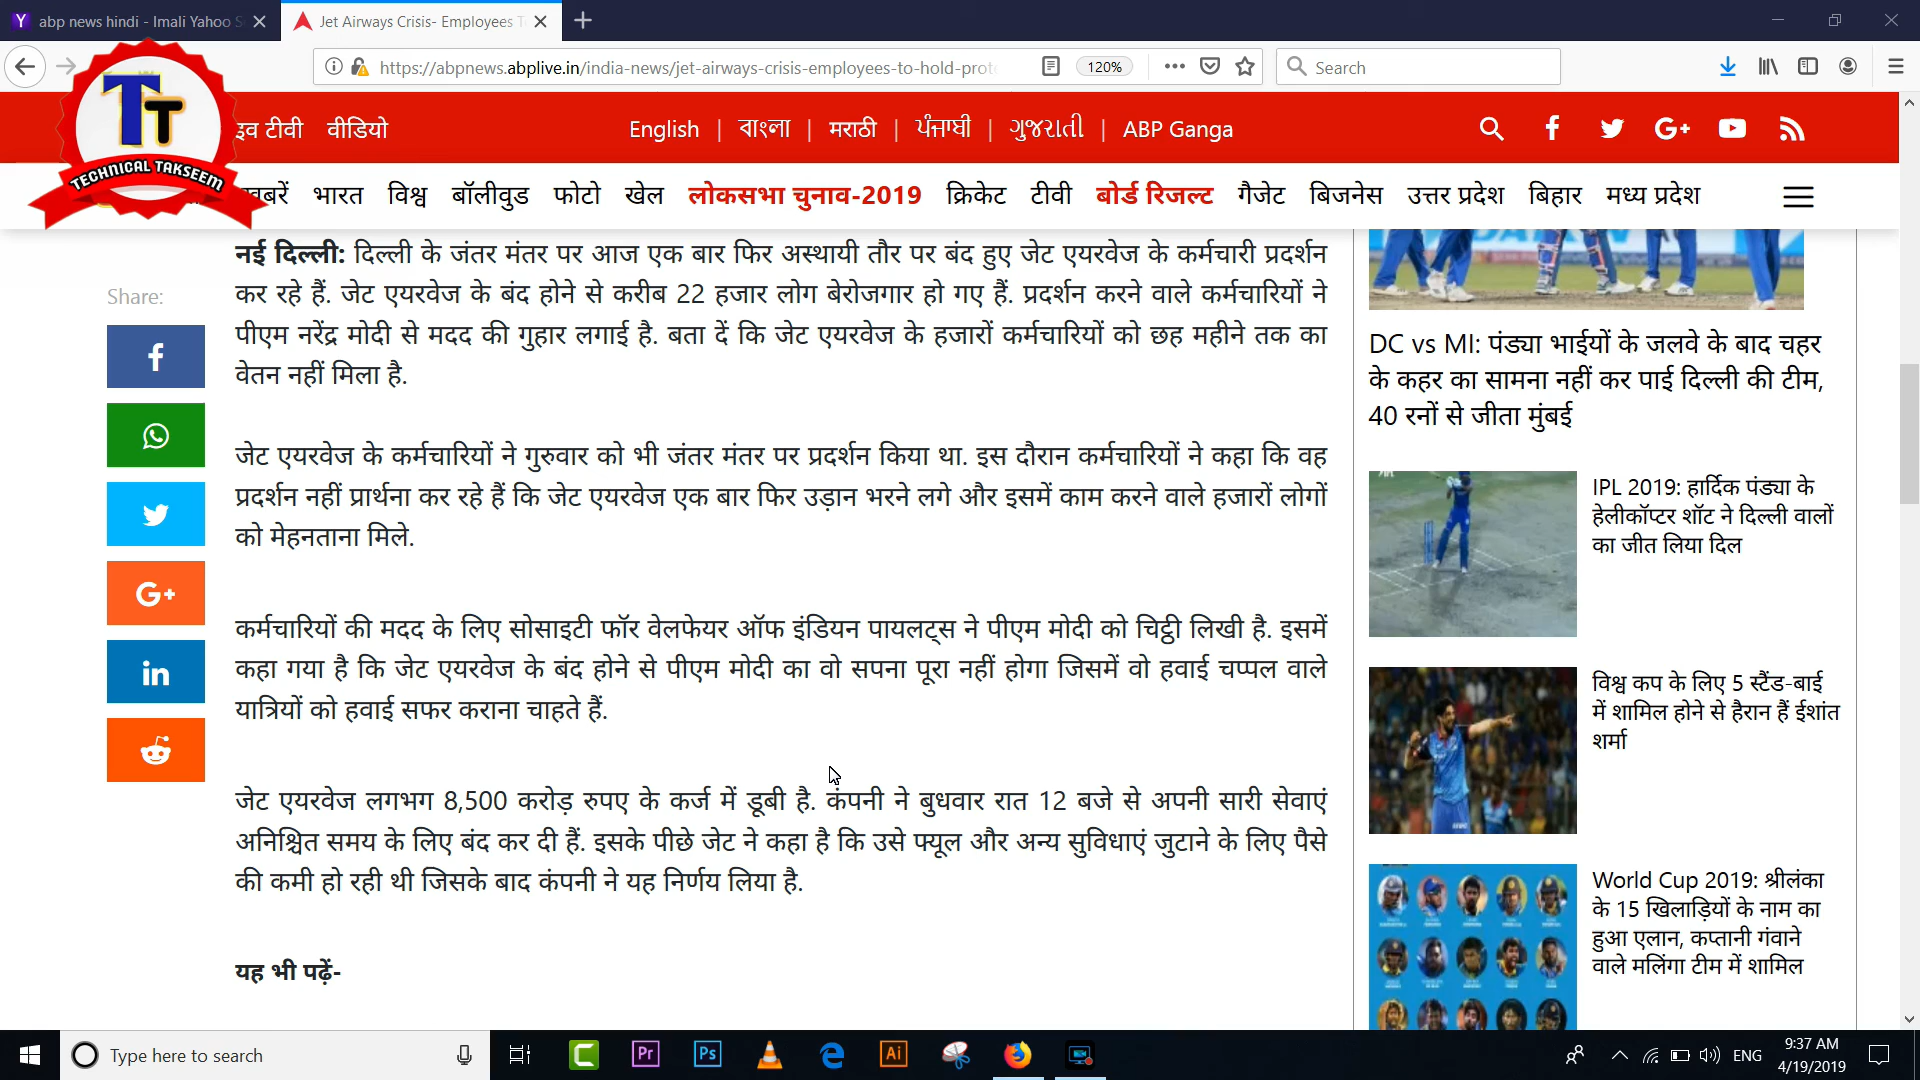 abp news hindi - Imali Yahoo S
Jet Airways Crisis- Employees T
https://abpnews.abplive.in/india-news/jet-airways-crisis-employees-to-hold-prote
120%
Search
TT
TECHNICAL TAKSEEM
इव टीवी वीडियो
English | বাংলা | मराठी | ਪੰਜਾਬੀ | ગુજરાતી | ABP Ganga
खबरें भारत विश्व बॉलीवुड फोटो खेल लोकसभा चुनाव-2019 क्रिकेट टीवी बोर्ड रिजल्ट गैजेट बिजनेस उत्तर प्रदेश बिहार मध्य प्रदेश
Share:
नई दिल्ली: दिल्ली के जंतर मंतर पर आज एक बार फिर अस्थायी तौर पर बंद हुए जेट एयरवेज के कर्मचारी प्रदर्शन
कर रहे हैं. जेट एयरवेज के बंद होने से करीब 22 हजार लोग बेरोजगार हो गए हैं. प्रदर्शन करने वाले कर्मचारियों ने
पीएम नरेंद्र मोदी से मदद की गुहार लगाई है. बता दें कि जेट एयरवेज के हजारों कर्मचारियों को छह महीने तक का
वेतन नहीं मिला है.
जेट एयरवेज के कर्मचारियों ने गुरुवार को भी जंतर मंतर पर प्रदर्शन किया था. इस दौरान कर्मचारियों ने कहा कि वह
प्रदर्शन नहीं प्रार्थना कर रहे हैं कि जेट एयरवेज एक बार फिर उड़ान भरने लगे और इसमें काम करने वाले हजारों लोगों
को मेहनताना मिले.
कर्मचारियों की मदद के लिए सोसाइटी फॉर वेलफेयर ऑफ इंडियन पायलट्स ने पीएम मोदी को चिट्ठी लिखी है. इसमें
कहा गया है कि जेट एयरवेज के बंद होने से पीएम मोदी का वो सपना पूरा नहीं होगा जिसमें वो हवाई चप्पल वाले
यात्रियों को हवाई सफर कराना चाहते हैं.
जेट एयरवेज लगभग 8,500 करोड़ रुपए के कर्ज में डूबी है. कंपनी ने बुधवार रात 12 बजे से अपनी सारी सेवाएं
अनिश्चित समय के लिए बंद कर दी हैं. इसके पीछे जेट ने कहा है कि उसे फ्यूल और अन्य सुविधाएं जुटाने के लिए पैसे
की कमी हो रही थी जिसके बाद कंपनी ने यह निर्णय लिया है.
यह भी पढ़ें-
DC vs MI: पंड्या भाईयों के जलवे के बाद चहर
के कहर का सामना नहीं कर पाई दिल्ली की टीम,
40 रनों से जीता मुंबई
IPL 2019: हार्दिक पंड्या के
हेलीकॉप्टर शॉट ने दिल्ली वालों
का जीत लिया दिल
विश्व कप के लिए 5 स्टैंड-बाई
में शामिल होने से हैरान हैं ईशांत
शर्मा
World Cup 2019: श्रीलंका
के 15 खिलाड़ियों के नाम का
हुआ एलान, कप्तानी गंवाने
वाले मलिंगा टीम में शामिल
Type here to search
ENG
9:37 AM
4/19/2019